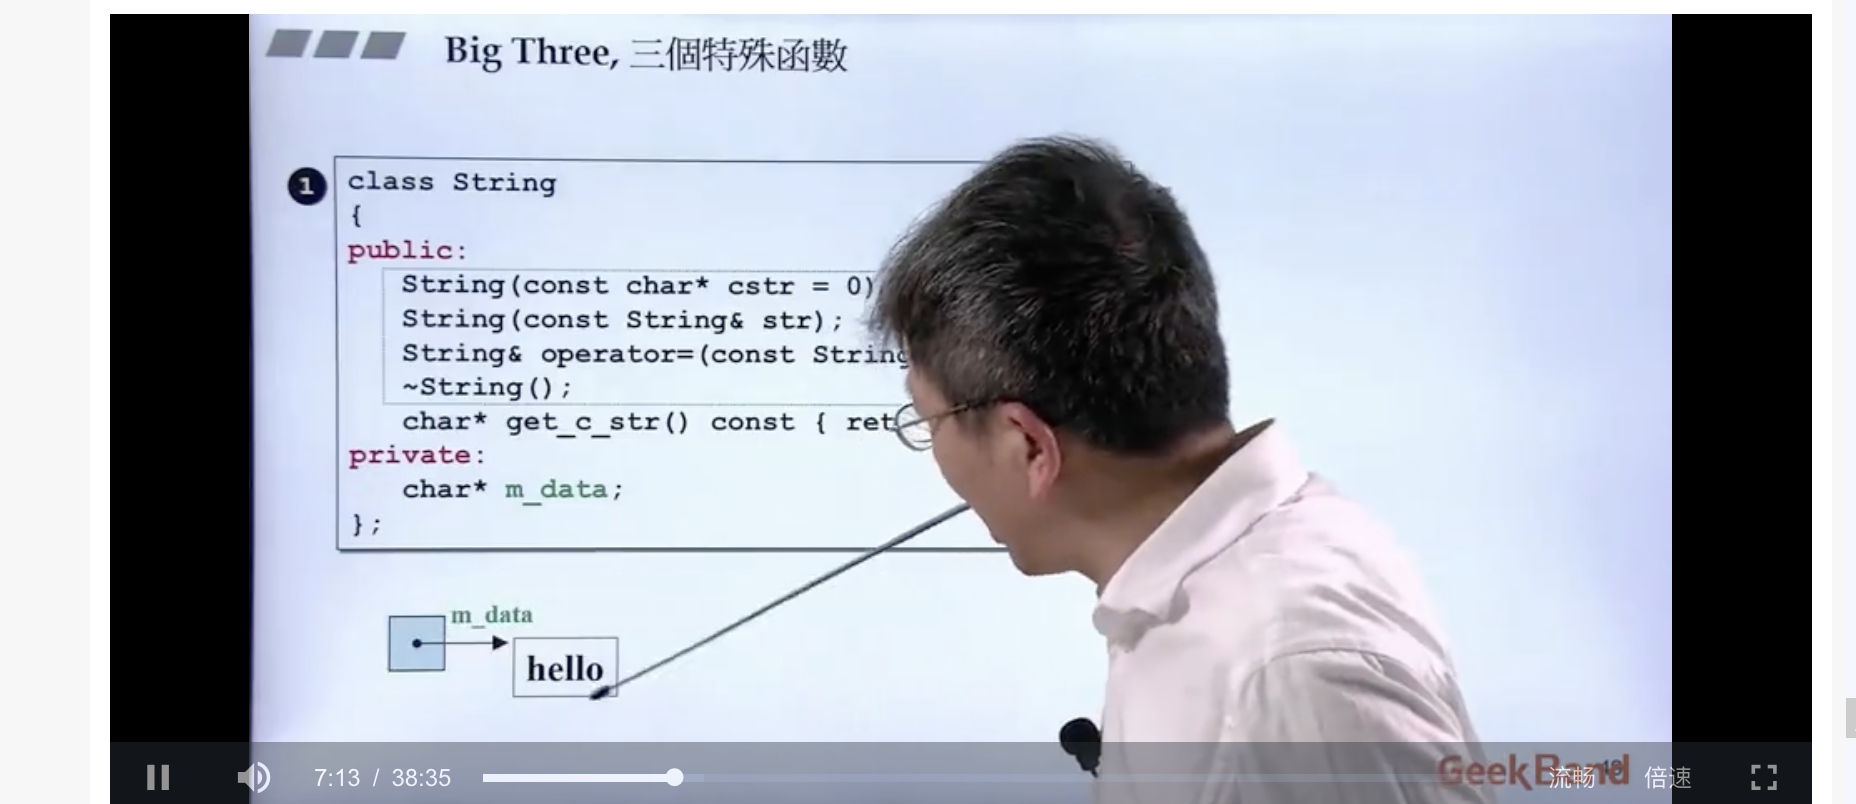 Big Three, 三個特殊函數
1
class String
{
public:
String(const char* cstr = 0)
String(const String& str);
String& operator=(const String
~String();
char* get_c_str() const { ret
private:
char* m_data;
};
m_data
hello
7:13 / 38:35
GeekBand
流畅
倍速